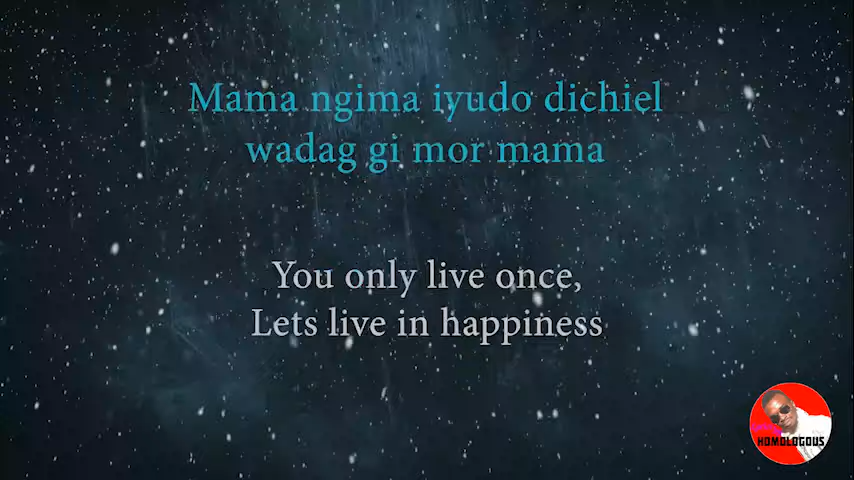 Mama ngima iyudo dichiel
wadag gi mor mama
You only live once,
Lets live in happiness
HOMOLOGOUS